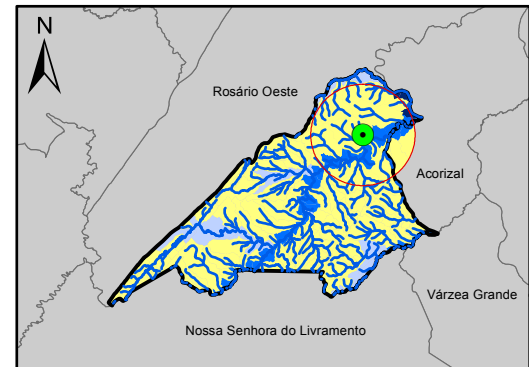 N
Rosário Oeste
Acorizal
Várzea Grande
Nossa Senhora do Livramento